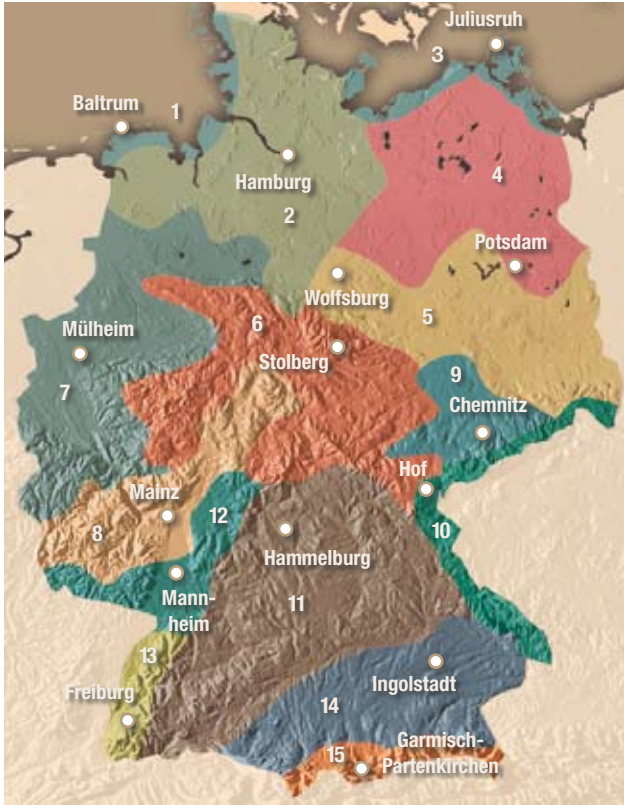 Juliusruh
3
Baltrum
1
Hamburg
4
2
Potsdam
Wolfsburg
5
6
Mülheim
Stolberg
9
7
Chemnitz
Hof
Mainz
12
8
10
Hammelburg
Mann-
heim
11
13
Ingolstadt
Freiburg
14
Garmisch-
Partenkirchen
15